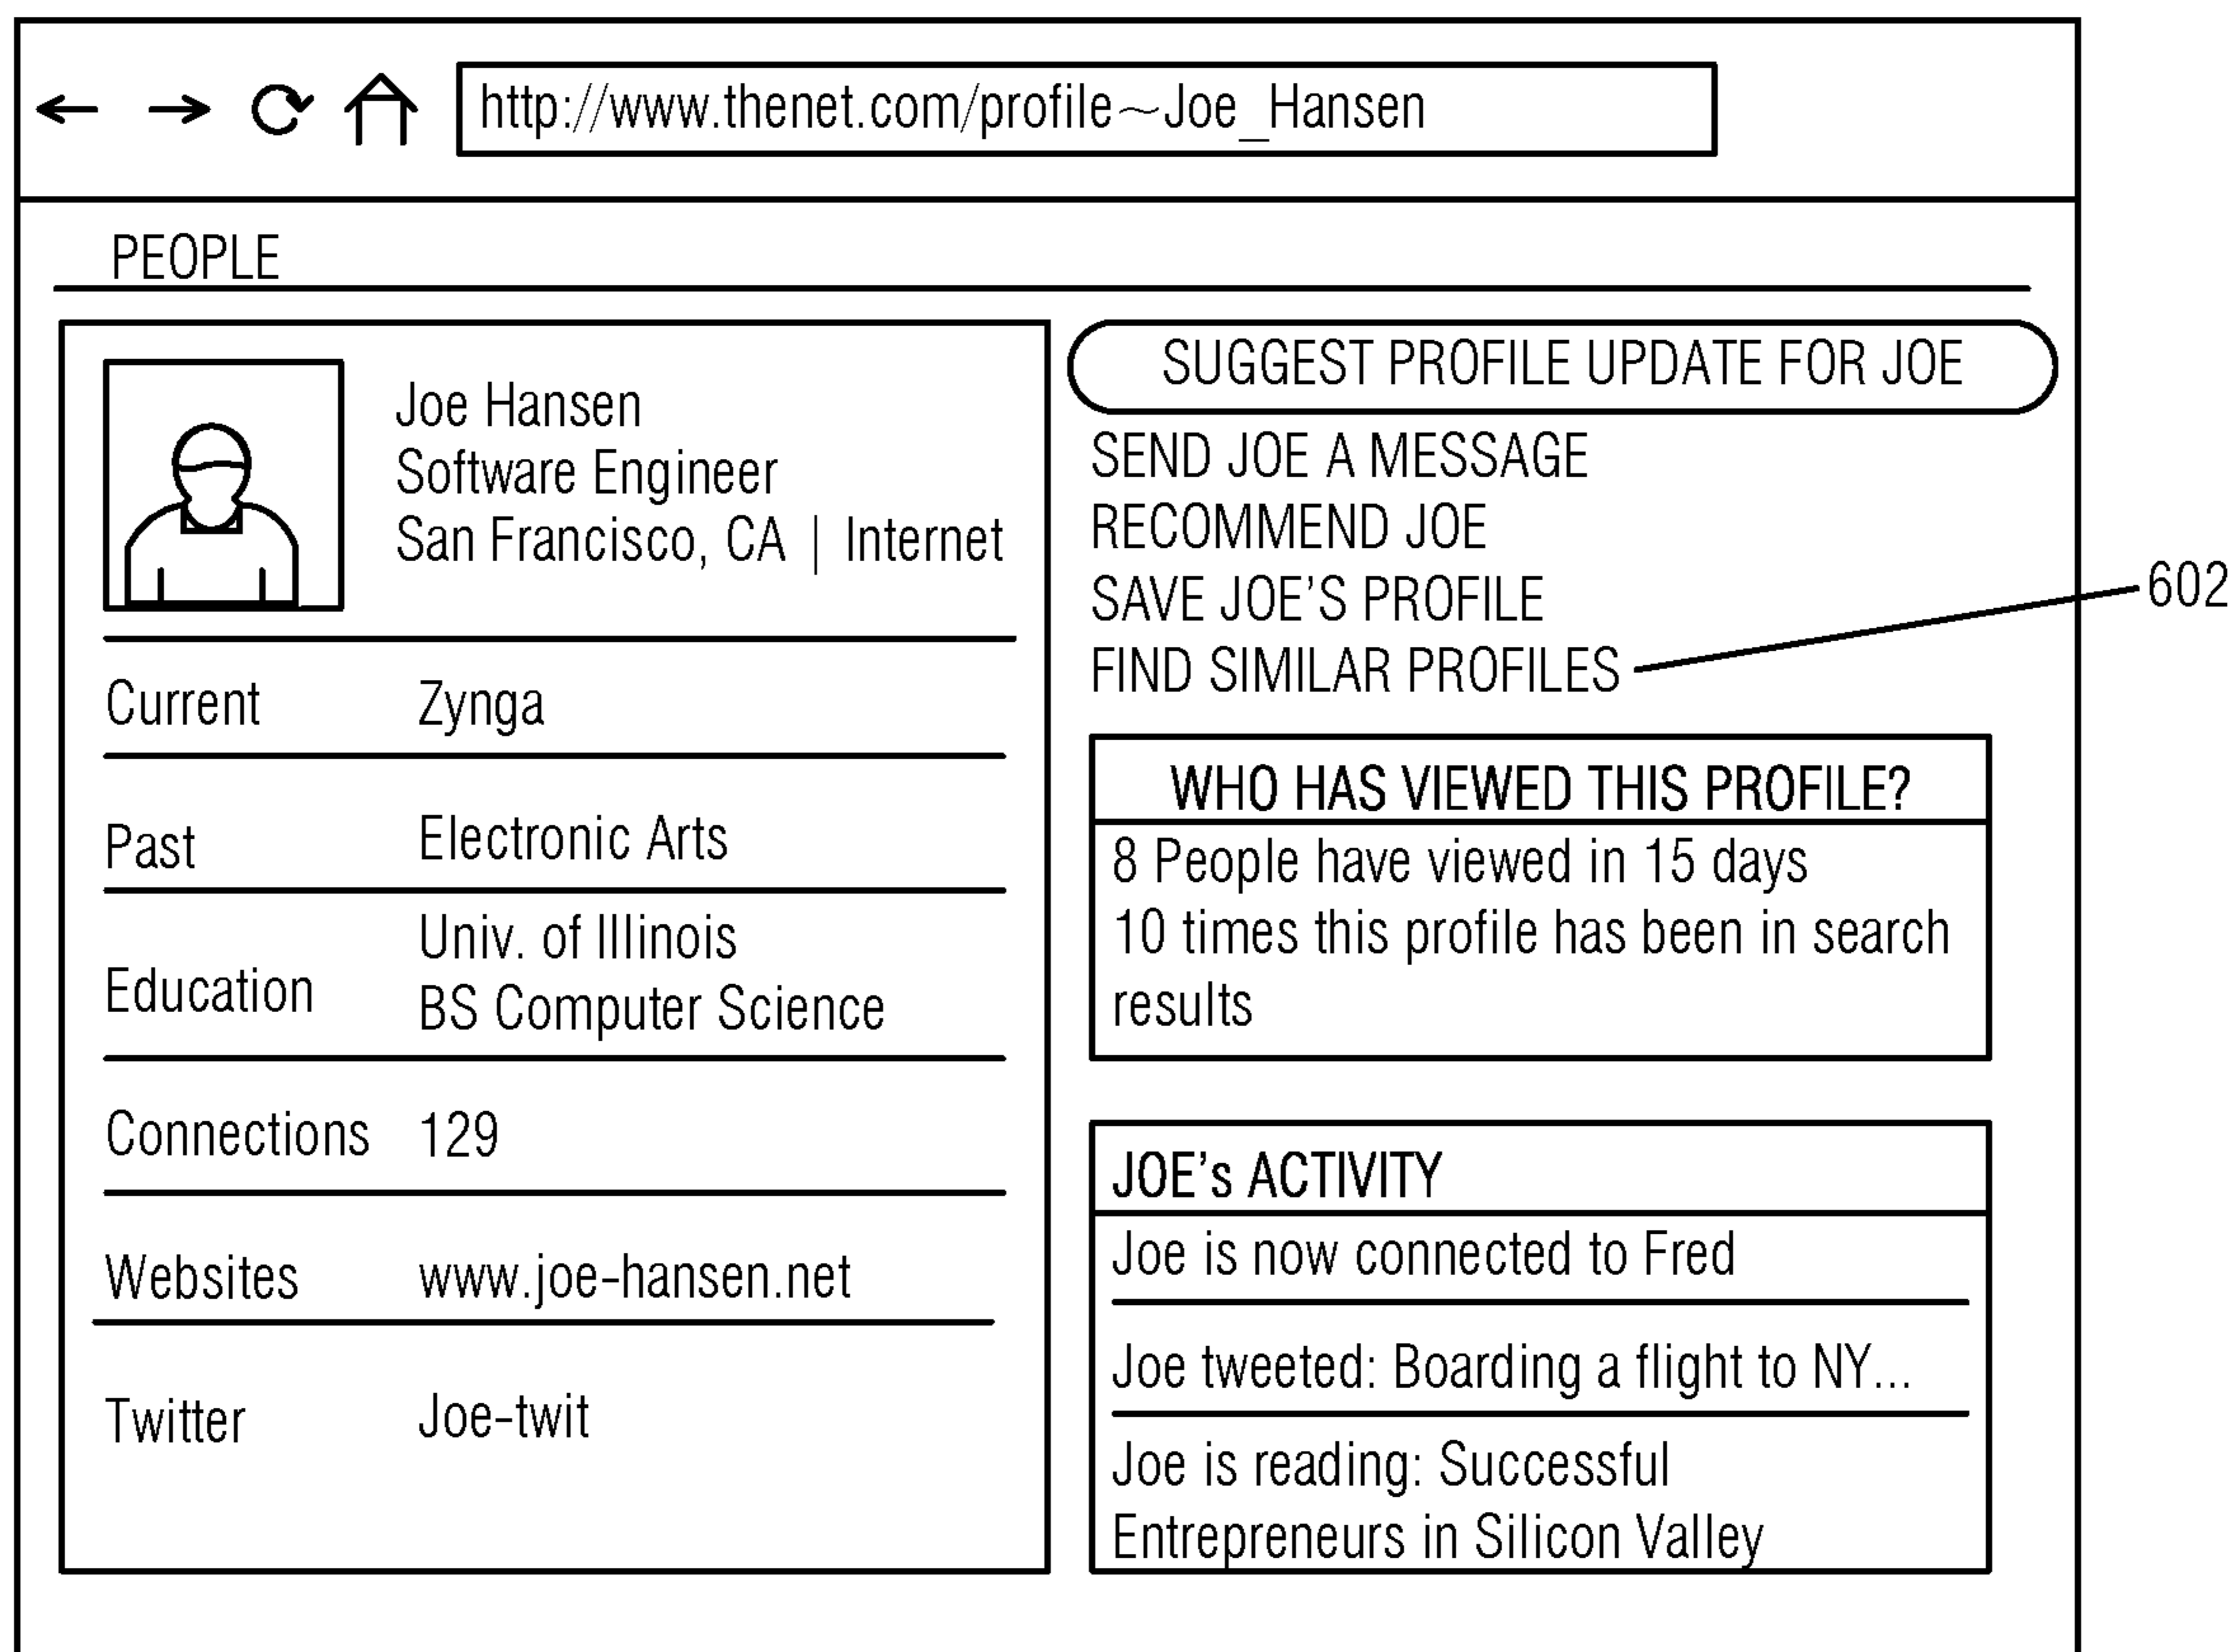 http://www.thenet.com/profile~Joe_Hansen
PEOPLE
Joe Hansen
Software Engineer
San Francisco, CA | Internet
Current Zynga
Past Electronic Arts
Education Univ. of Illinois
BS Computer Science
Connections 129
Websites www.joe-hansen.net
Twitter Joe-twit
SUGGEST PROFILE UPDATE FOR JOE
SEND JOE A MESSAGE
RECOMMEND JOE
SAVE JOE'S PROFILE
FIND SIMILAR PROFILES
602
WHO HAS VIEWED THIS PROFILE?
8 People have viewed in 15 days
10 times this profile has been in search
results
JOE's ACTIVITY
Joe is now connected to Fred
Joe tweeted: Boarding a flight to NY...
Joe is reading: Successful
Entrepreneurs in Silicon Valley